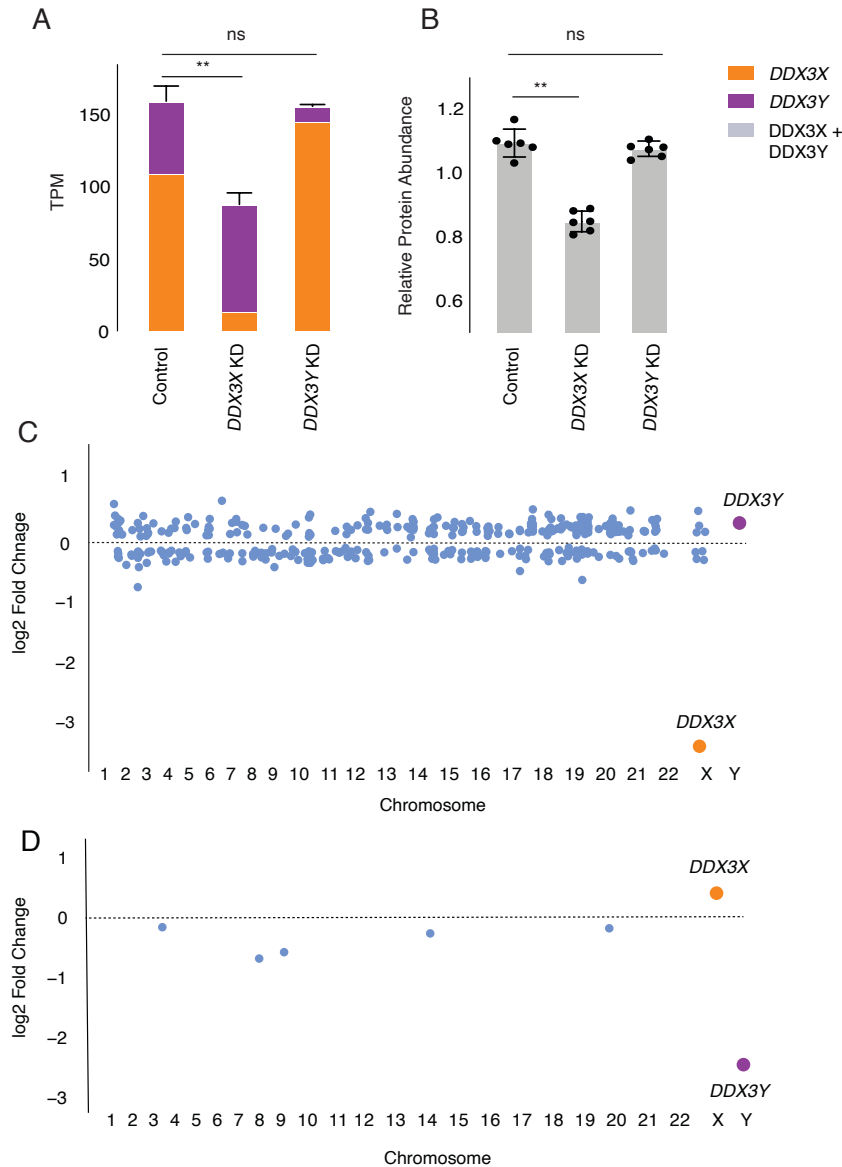 A
ns
**
150
100
50
0
TPM
Control
DDX3X KD
DDX3Y KD
B
ns
**
1.2
1.0
0.8
0.6
Relative Protein Abundance
Control
DDX3X KD
DDX3Y KD
DDX3X
DDX3Y
DDX3X +
DDX3Y
C
1
0
−1
−2
−3
log2 Fold Chnage
DDX3Y
DDX3X
1 2 3 4 5 6 7 8 9 10 11 12 13 14 15 16 17 18 19 20 21 22 X Y
Chromosome
D
1
0
−1
−2
−3
log2 Fold Change
DDX3X
DDX3Y
1 2 3 4 5 6 7 8 9 10 11 12 13 14 15 16 17 18 19 20 21 22 X Y
Chromosome